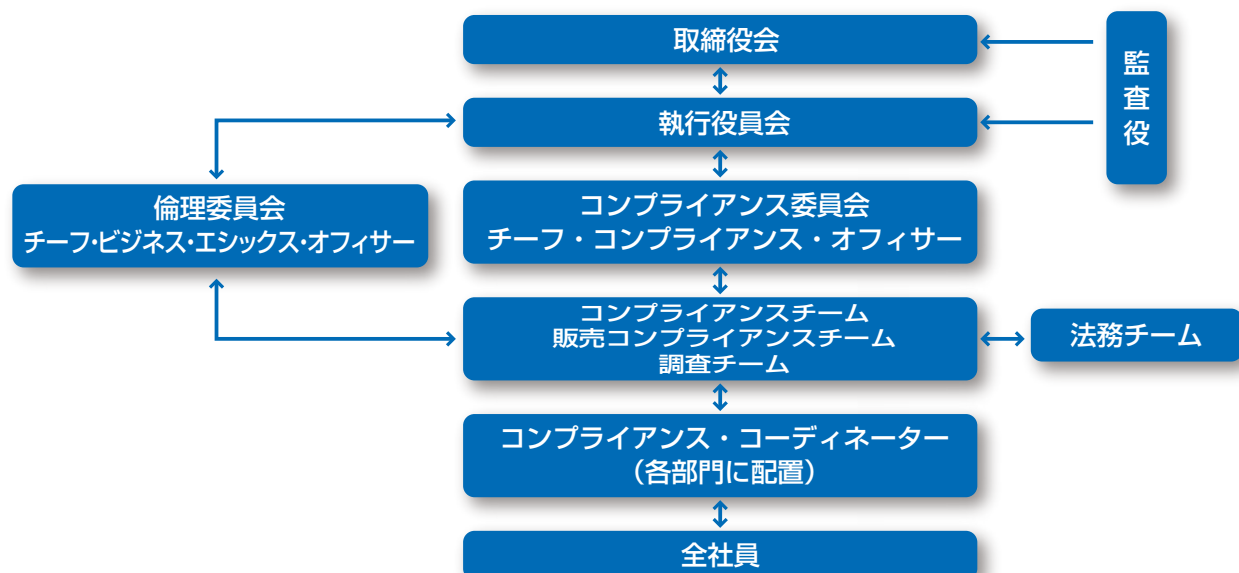 取締役会
監査役
執行役員会
倫理委員会
チーフ・ビジネス・エシックス・オフィサー
コンプライアンス委員会
チーフ・コンプライアンス・オフィサー
コンプライアンスチーム
販売コンプライアンスチーム
調査チーム
法務チーム
コンプライアンス・コーディネーター
（各部門に配置）
全社員